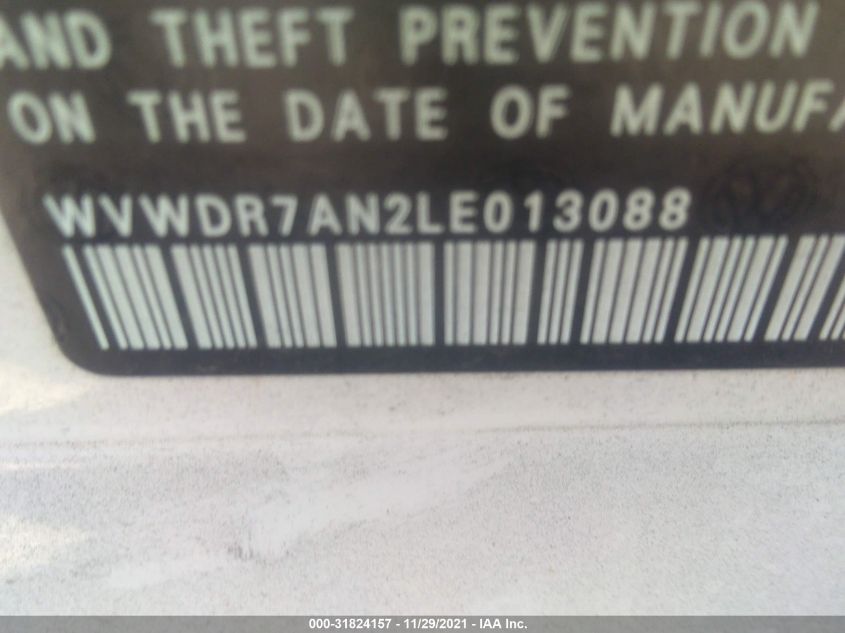 AND THEFT PREVENTION
ON THE DATE OF MANUFA
WVWDR7AN2LE013088
000-31824157 - 11/29/2021 - IAA Inc.